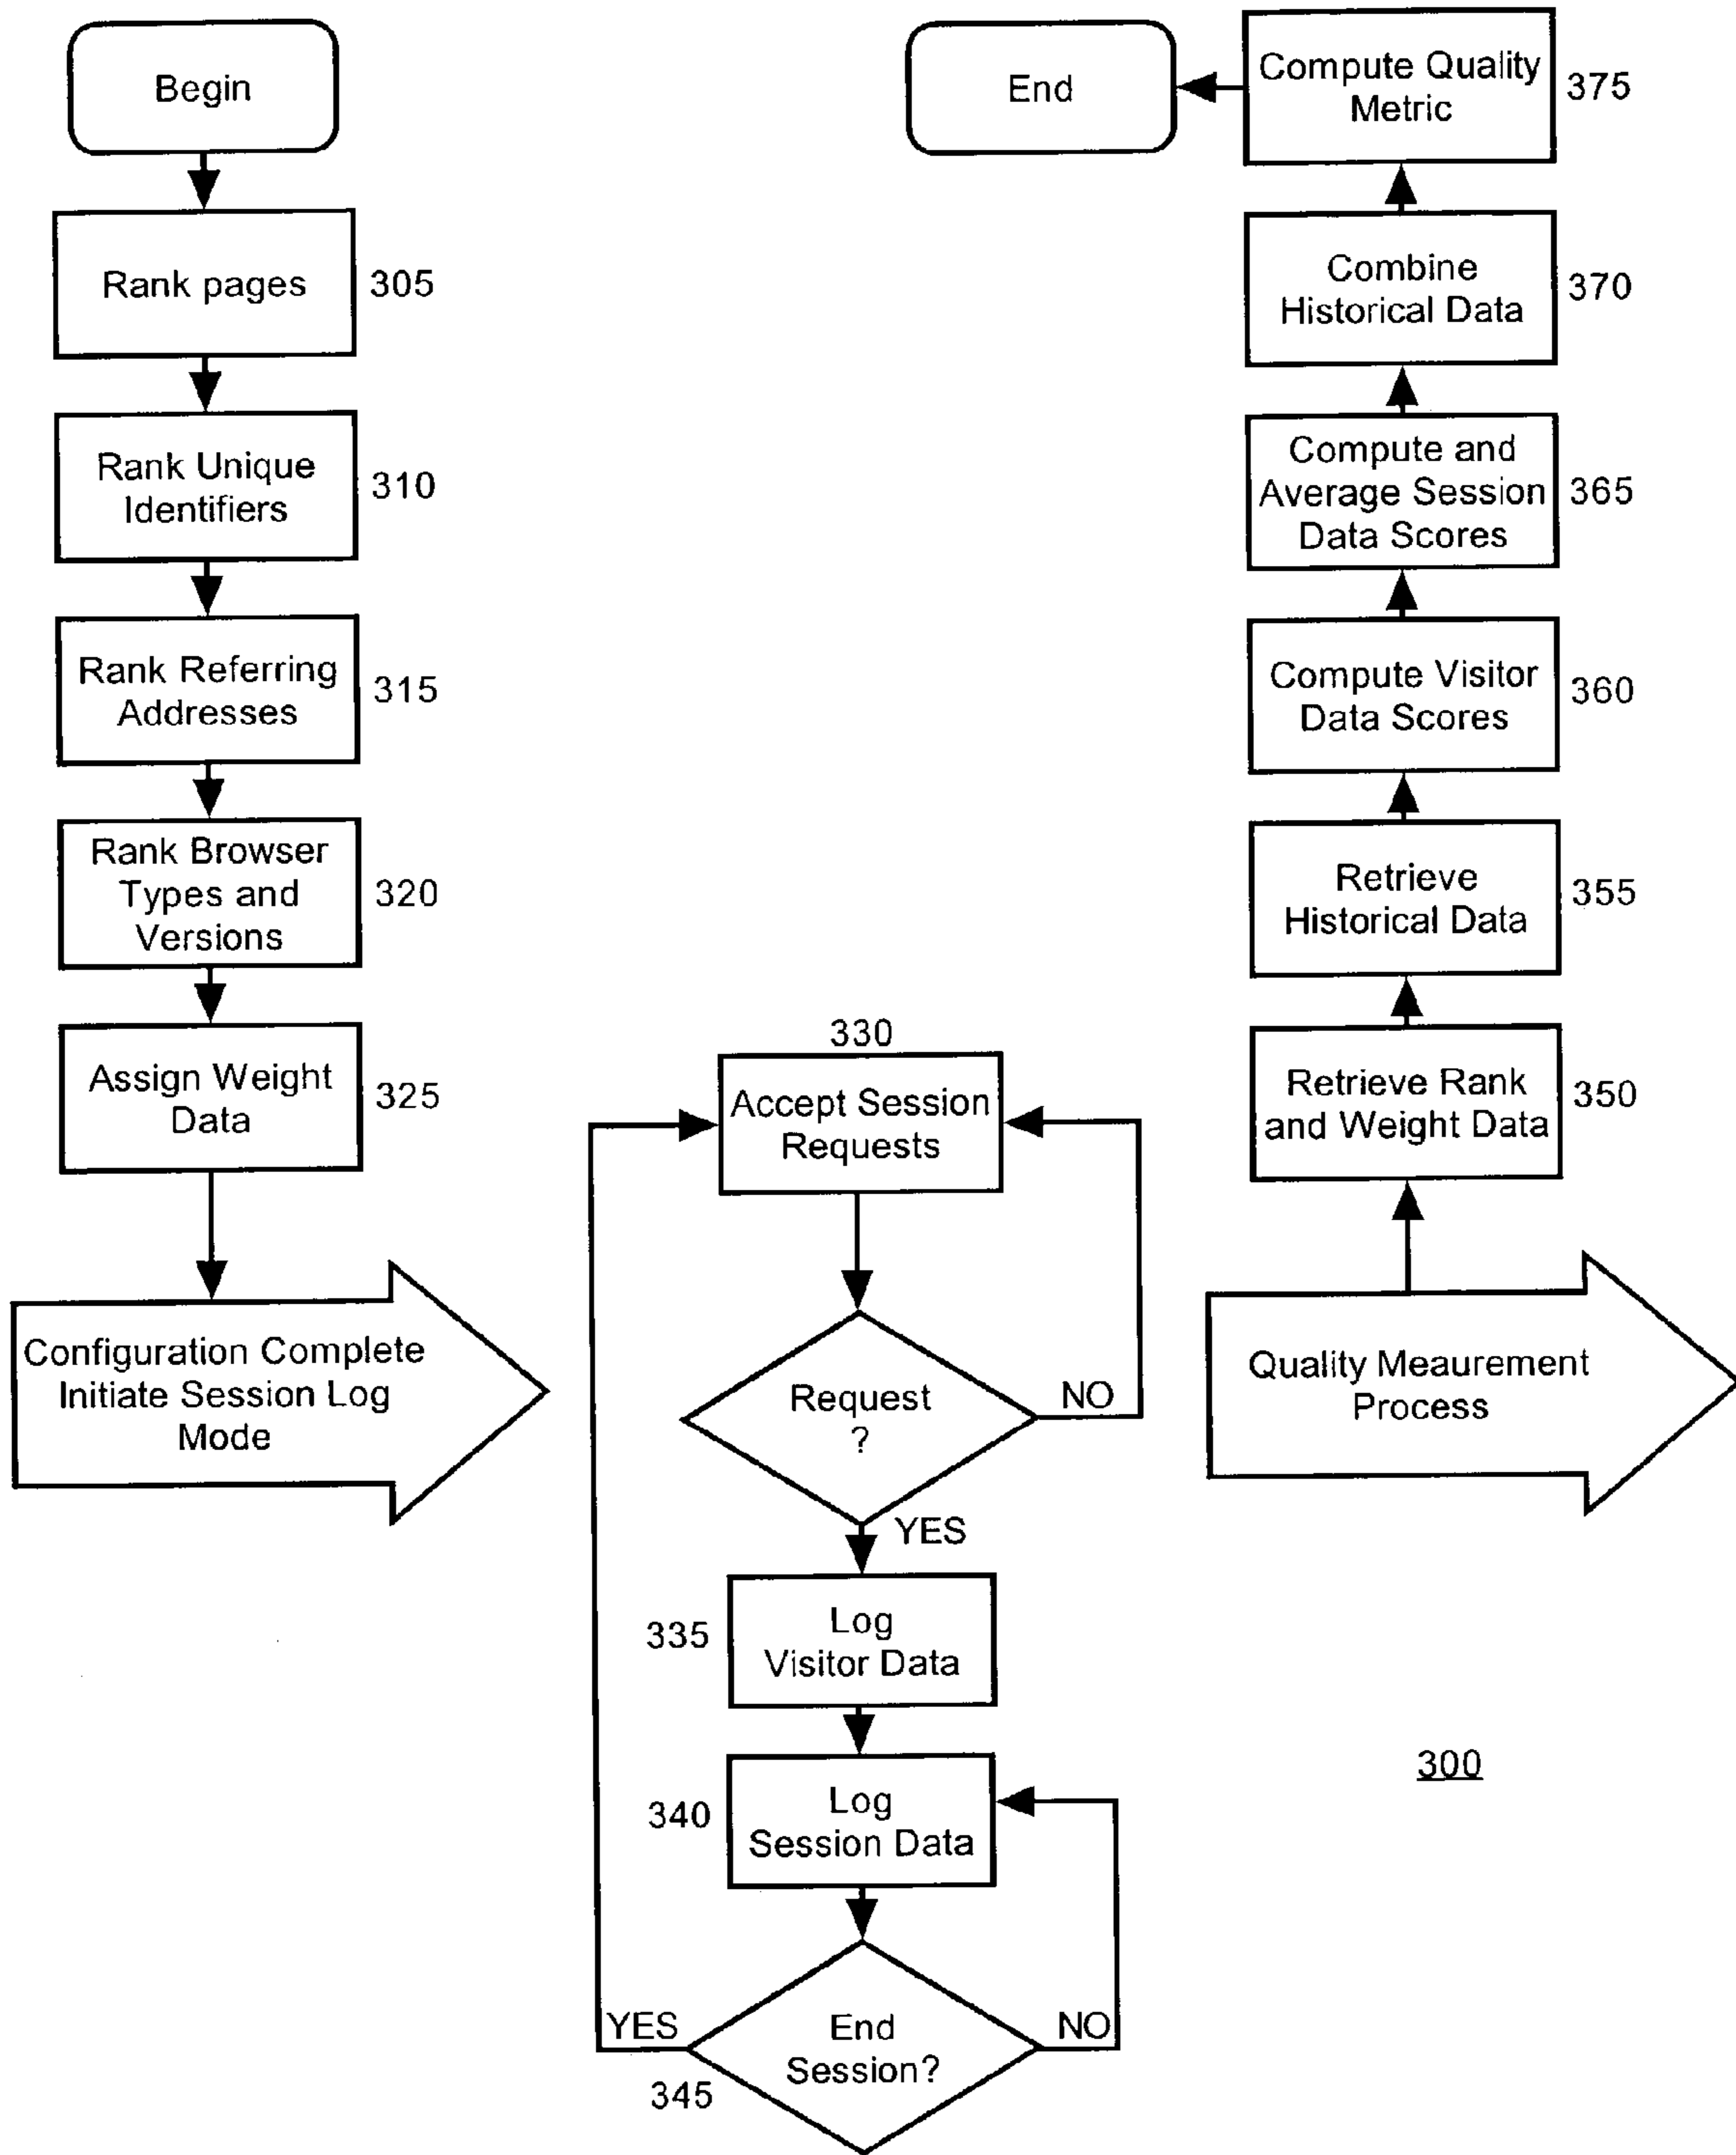 Begin
Rank pages
305
Rank Unique
Identifiers
310
Rank Referring
Addresses
315
Rank Browser
Types and
Versions
320
Assign Weight
Data
325
Configuration Complete
Initiate Session Log
Mode
330
Accept Session
Requests
Request
?
NO
YES
335
Log
Visitor Data
340
Log
Session Data
YES
End
Session?
NO
345
Quality Meaurement
Process
Retrieve Rank
and Weight Data
350
Retrieve
Historical Data
355
Compute Visitor
Data Scores
360
Compute and
Average Session
Data Scores
365
Combine
Historical Data
370
Compute Quality
Metric
375
End
300